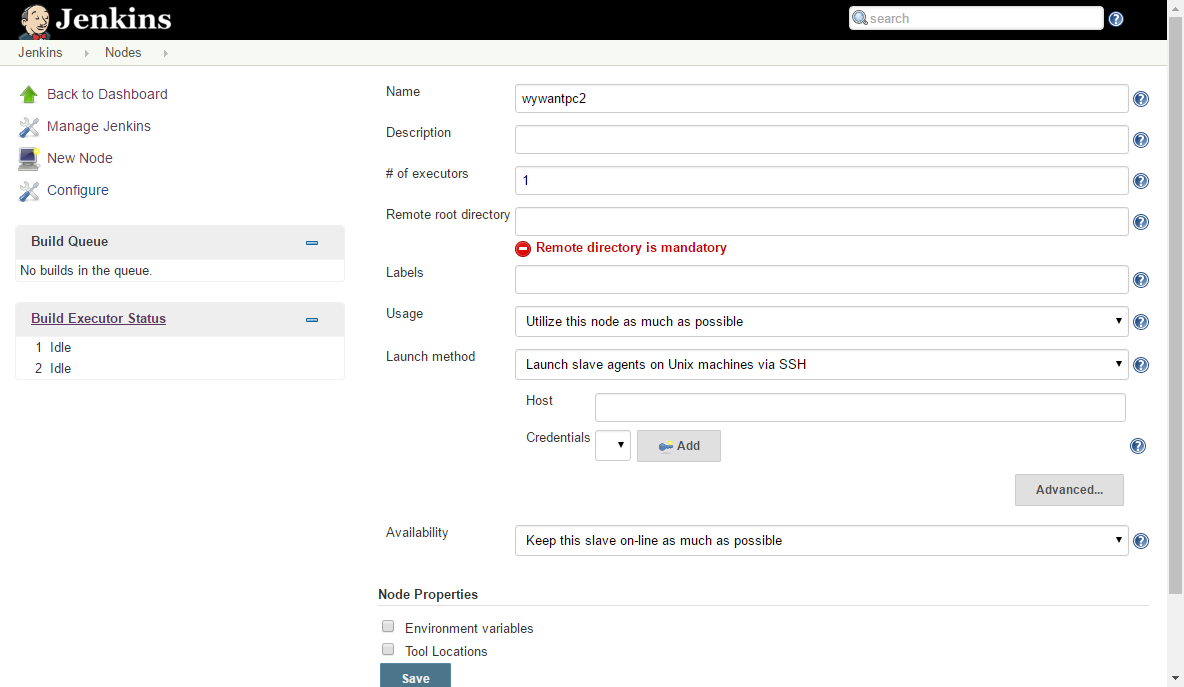 Jenkins
search
Jenkins Nodes
Back to Dashboard
Manage Jenkins
New Node
Configure
Build Queue
No builds in the queue.
Build Executor Status
1 Idle
2 Idle
Name
wywantpc2
Description
# of executors
1
Remote root directory
Remote directory is mandatory
Labels
Usage
Utilize this node as much as possible
Launch method
Launch slave agents on Unix machines via SSH
Host
Credentials
Add
Advanced...
Availability
Keep this slave on-line as much as possible
Node Properties
Environment variables
Tool Locations
Save